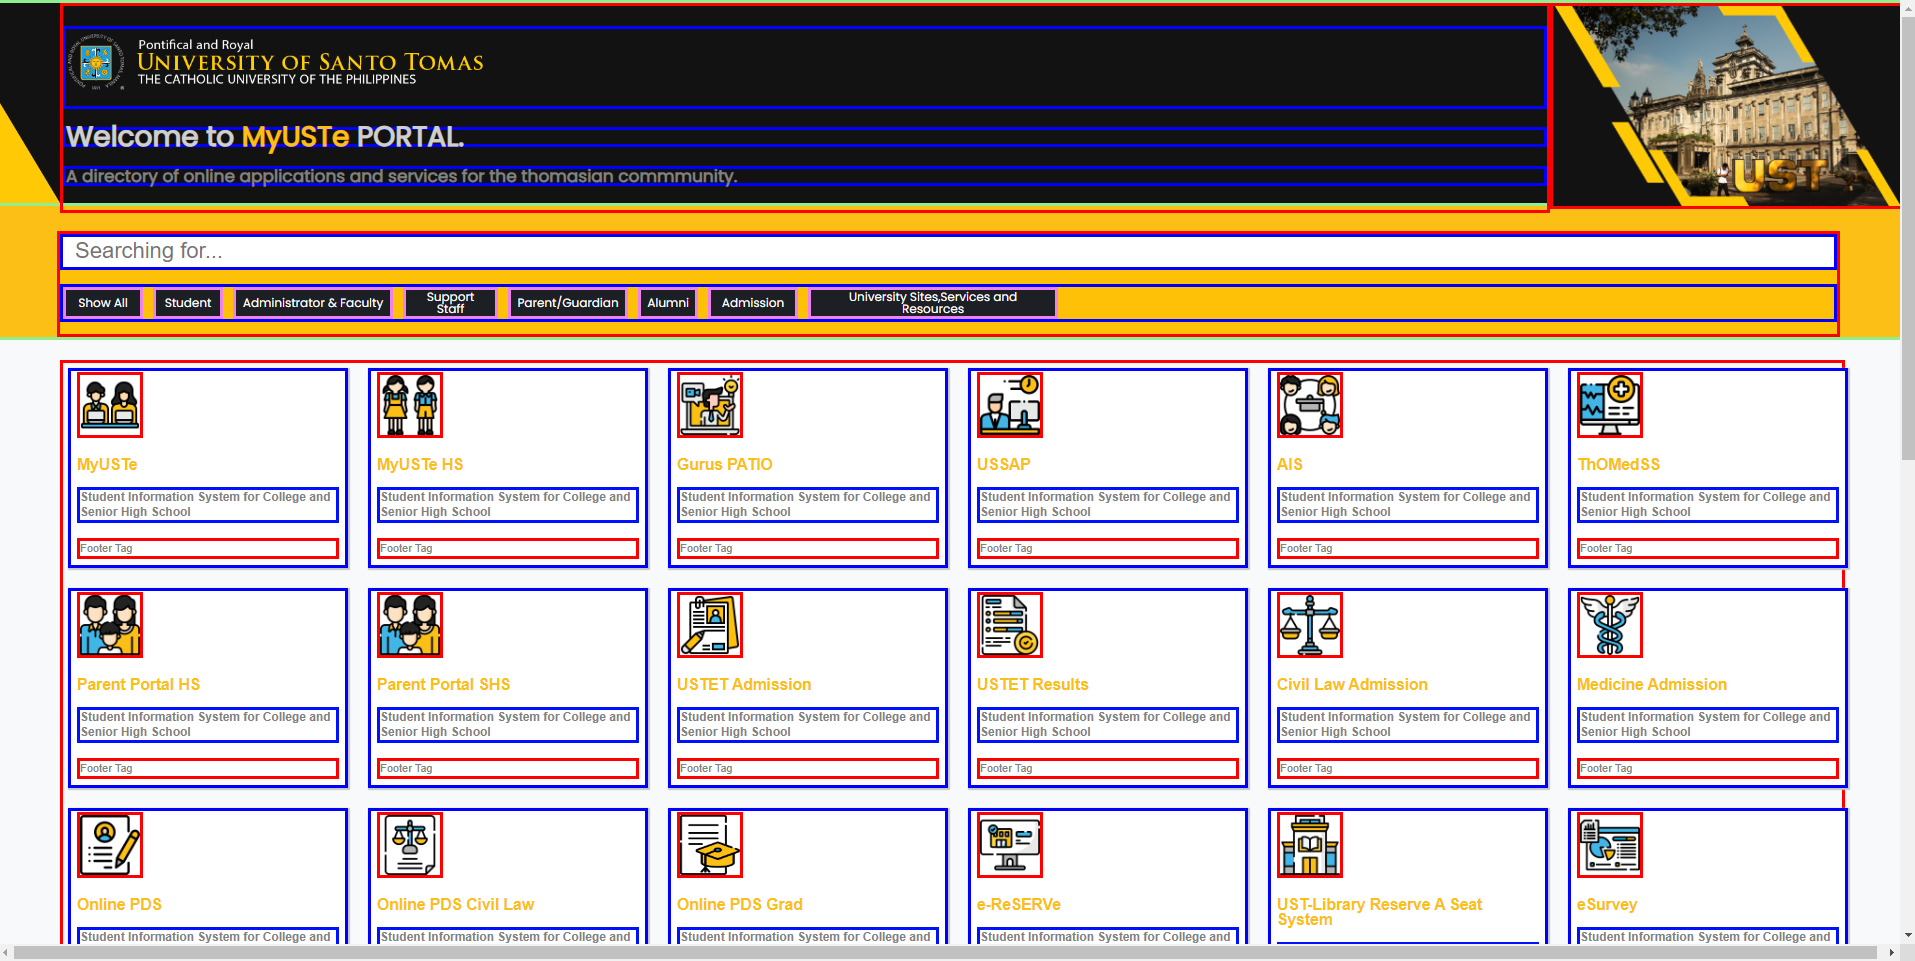 Pontifical and Royal
UNIVERSITY OF SANTO TOMAS
THE CATHOLIC UNIVERSITY OF THE PHILIPPINES
Welcome to MyUSTe PORTAL.
A directory of online applications and services for the thomasian commmunity.
UST
Searching for...
Show All
Student
Administrator & Faculty
Support
Staff
Parent/Guardian
Alumni
Admission
University Sites,Services and
Resources
MyUSTe
Student Information System for College and
Senior High School
Footer Tag
MyUSTe HS
Student Information System for College and
Senior High School
Footer Tag
Gurus PATIO
Student Information System for College and
Senior High School
Footer Tag
USSAP
Student Information System for College and
Senior High School
Footer Tag
AIS
Student Information System for College and
Senior High School
Footer Tag
ThOMedSS
Student Information System for College and
Senior High School
Footer Tag
Parent Portal HS
Student Information System for College and
Senior High School
Footer Tag
Parent Portal SHS
Student Information System for College and
Senior High School
Footer Tag
USTET Admission
Student Information System for College and
Senior High School
Footer Tag
USTET Results
Student Information System for College and
Senior High School
Footer Tag
Civil Law Admission
Student Information System for College and
Senior High School
Footer Tag
Medicine Admission
Student Information System for College and
Senior High School
Footer Tag
Online PDS
Student Information System for College and
Online PDS Civil Law
Student Information System for College and
Online PDS Grad
Student Information System for College and
e-ReSERVe
Student Information System for College and
UST-Library Reserve A Seat
System
eSurvey
Student Information System for College and